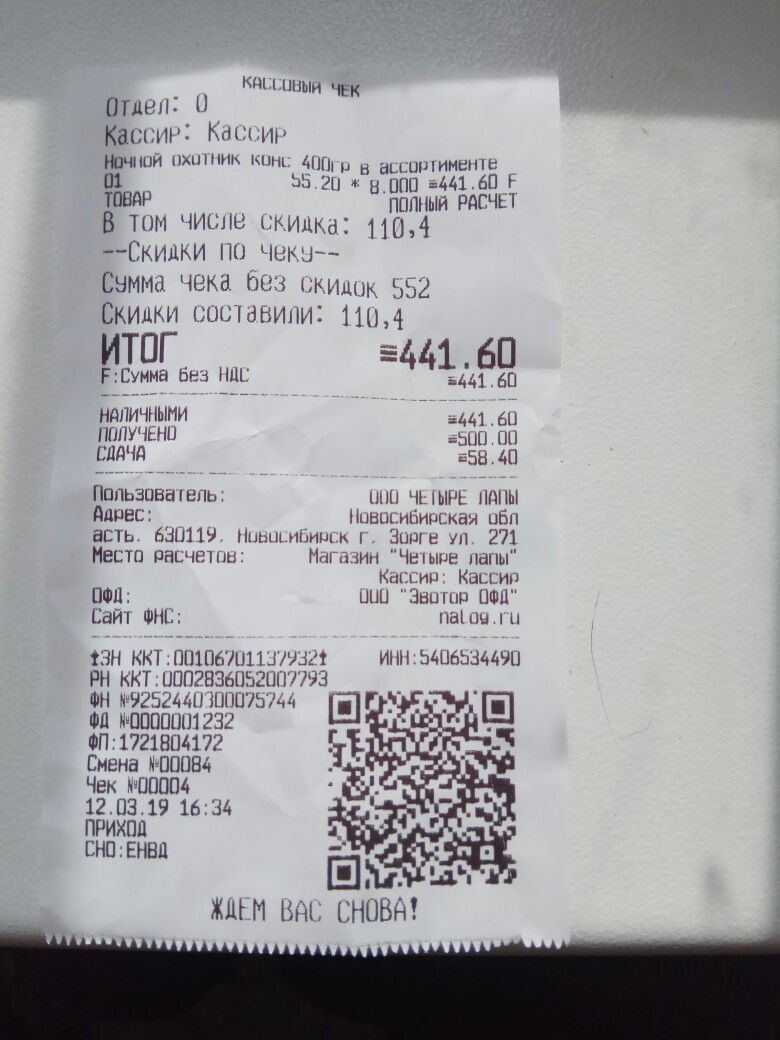 КАССОВЫЙ ЧЕК
Отдел: 0
Кассир: Кассир
Ночной охотник конс 400гр в ассортименте
01 55.20 * 8.000 ≡441.60 F
ТОВАР ПОЛНЫЙ РАСЧЕТ
В том числе скидка: 110,4
--Скидки по чеку--
Сумма чека без скидок 552
Скидки составили: 110,4
ИТОГ ≡441.60
F:Сумма без НДС ≡441.60
НАЛИЧНЫМИ ≡441.60
ПОЛУЧЕНО ≡500.00
СДАЧА ≡58.40
Пользователь: ООО ЧЕТЫРЕ ЛАПЫ
Адрес: Новосибирская обл
асть. 630119. Новосибирск г. Зорге ул. 271
Место расчетов: Магазин "Четыре лапы"
Кассир: Кассир
ОФД: ООО "Эвотор ОФД"
Сайт ФНС: nalog.ru
ЗН ККТ:00106701137932 ИНН:5406534490
РН ККТ:0002836052007793
ФН №9252440300075744
ФД №0000001232
ФП:1721804172
Смена №00084
Чек №00004
12.03.19 16:34
ПРИХОД
СНО:ЕНВД
ЖДЕМ ВАС СНОВА!